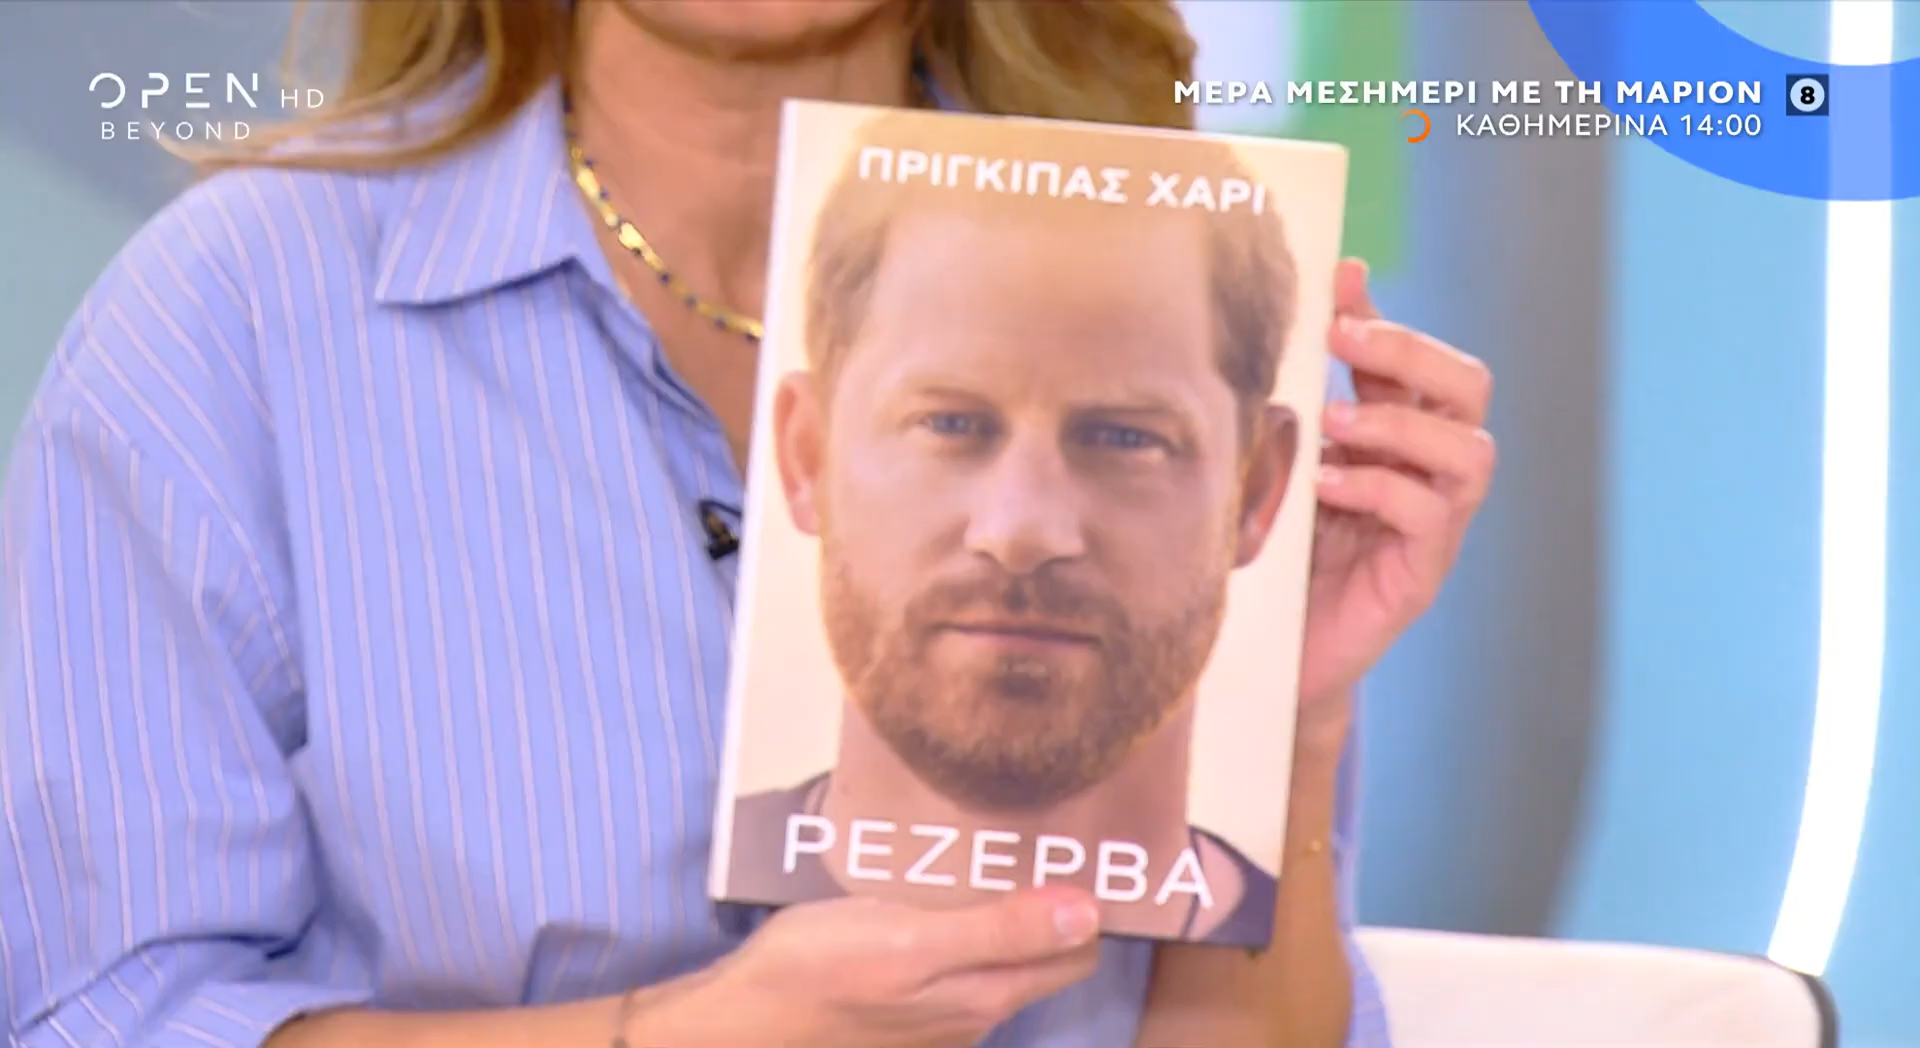 OPEN HD
BEYOND
ΜΕΡΑ ΜΕΣΗΜΕΡΙ ΜΕ ΤΗ ΜΑΡΙΟΝ 8
ΚΑΘΗΜΕΡΙΝΑ 14:00
ΠΡΙΓΚΙΠΑΣ ΧΑΡΙ
ΡΕΖΕΡΒΑ